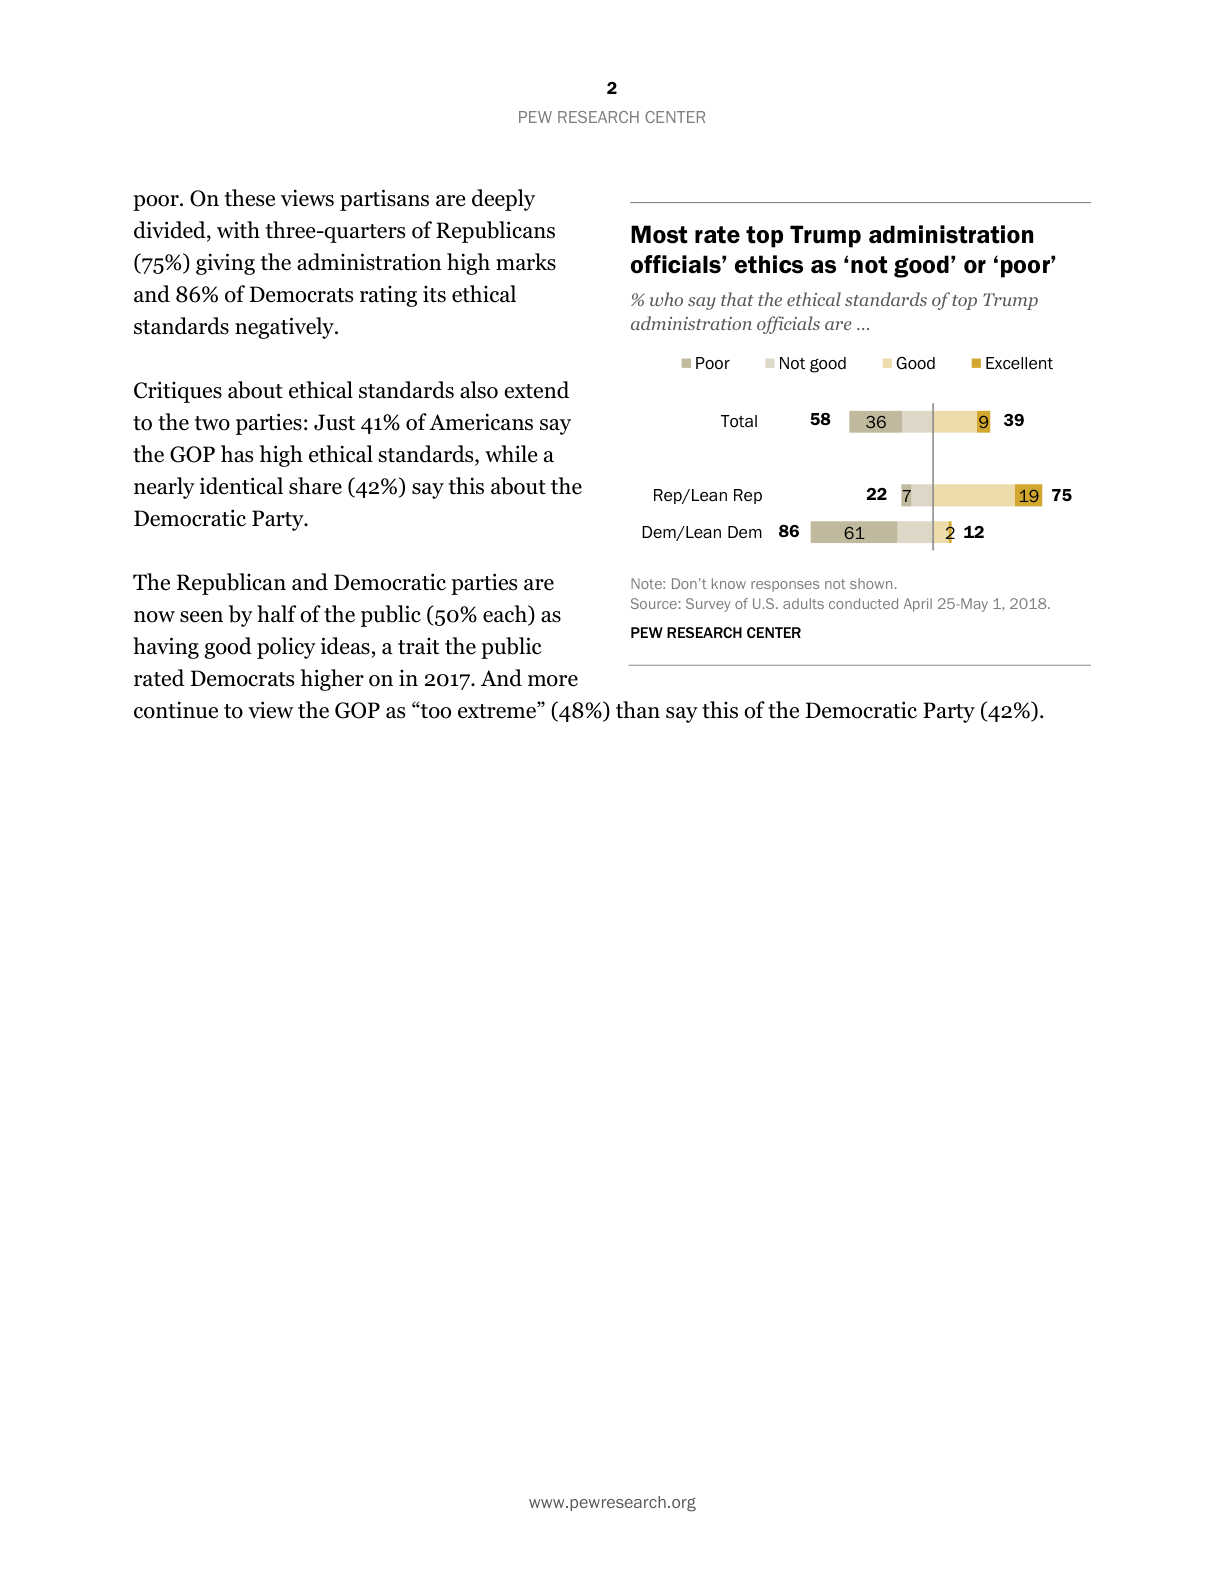 2
PEW RESEARCH CENTER
poor. On these views partisans are deeply
divided, with three-quarters of Republicans
(75%) giving the administration high marks
and 86% of Democrats rating its ethical
standards negatively.
Critiques about ethical standards also extend
to the two parties: Just 41% of Americans say
the GOP has high ethical standards, while a
nearly identical share (42%) say this about the
Democratic Party.
The Republican and Democratic parties are
now seen by half of the public (50% each) as
having good policy ideas, a trait the public
rated Democrats higher on in 2017. And more
continue to view the GOP as “too extreme” (48%) than say this of the Democratic Party (42%).
Most rate top Trump administration
officials’ ethics as ‘not good’ or ‘poor’
% who say that the ethical standards of top Trump
administration officials are ...
Poor Not good Good Excellent
Total 58 36 9 39
Rep/Lean Rep 22 7 19 75
Dem/Lean Dem 86 61 2 12
Note: Don’t know responses not shown.
Source: Survey of U.S. adults conducted April 25-May 1, 2018.
PEW RESEARCH CENTER
www.pewresearch.org